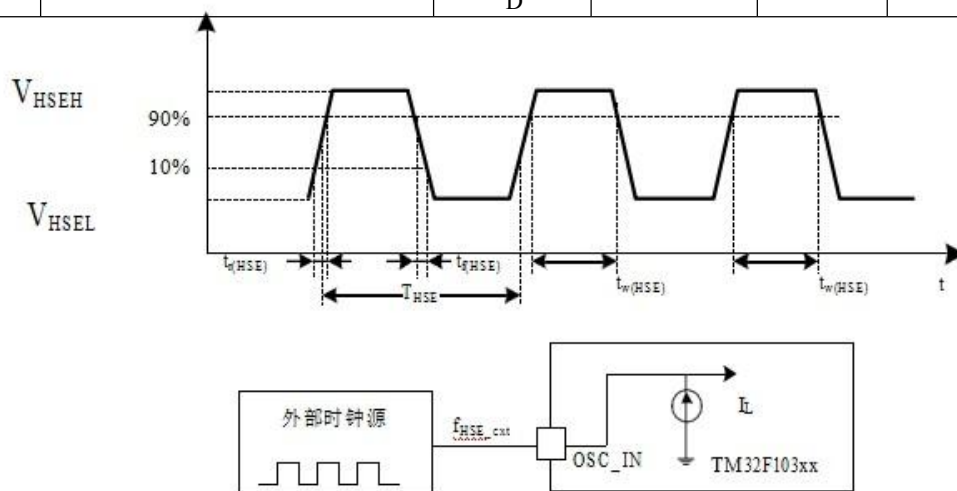 D
V_HSEH
90%
10%
V_HSEL
t_r(HSE)
t_f(HSE)
T_HSE
t_w(HSE)
t_w(HSE)
t
外部时钟源
f_HSE_ext
OSC_IN
I_L
TM32F103xx